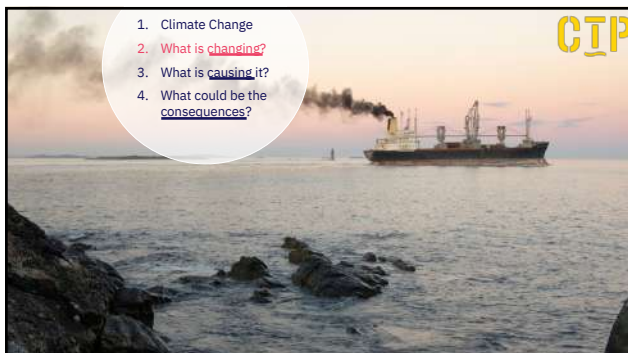 1. Climate Change
2. What is changing?
3. What is causing it?
4. What could be the
consequences?
CTP